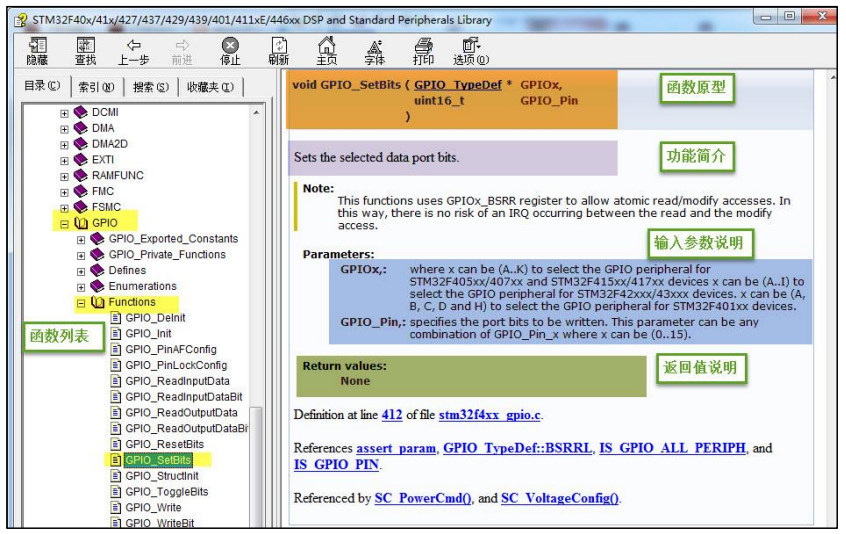 STM32F40x/41x/427/437/429/439/401/411xE/446xx DSP and Standard Peripherals Library
隐藏 查找 上一步 前进 停止 刷新 主页 字体 打印 选项(O)
目录(C) 索引(N) 搜索(S) 收藏夹(I)
DCMI
DMA
DMA2D
EXTI
RAMFUNC
FMC
FSMC
GPIO
GPIO_Exported_Constants
GPIO_Private_Functions
Defines
Enumerations
Functions
GPIO_DeInit
GPIO_Init
函数列表
GPIO_PinAFConfig
GPIO_PinLockConfig
GPIO_ReadInputData
GPIO_ReadInputDataBit
GPIO_ReadOutputData
GPIO_ReadOutputDataBi
GPIO_ResetBits
GPIO_SetBits
GPIO_StructInit
GPIO_ToggleBits
GPIO_Write
GPIO_WriteBit
void GPIO_SetBits ( GPIO_TypeDef * GPIOx,
uint16_t GPIO_Pin
)
函数原型
Sets the selected data port bits.
功能简介
Note:
This functions uses GPIOx_BSRR register to allow atomic read/modify accesses. In
this way, there is no risk of an IRQ occurring between the read and the modify
access.
输入参数说明
Parameters:
GPIOx,: where x can be (A..K) to select the GPIO peripheral for
STM32F405xx/407xx and STM32F415xx/417xx devices x can be (A..I) to
select the GPIO peripheral for STM32F42xxx/43xxx devices. x can be (A,
B, C, D and H) to select the GPIO peripheral for STM32F401xx devices.
GPIO_Pin,: specifies the port bits to be written. This parameter can be any
combination of GPIO_Pin_x where x can be (0..15).
Return values:
None
返回值说明
Definition at line 412 of file stm32f4xx_gpio.c.
References assert_param, GPIO_TypeDef::BSRRL, IS_GPIO_ALL_PERIPH, and
IS_GPIO_PIN.
Referenced by SC_PowerCmd(), and SC_VoltageConfig().